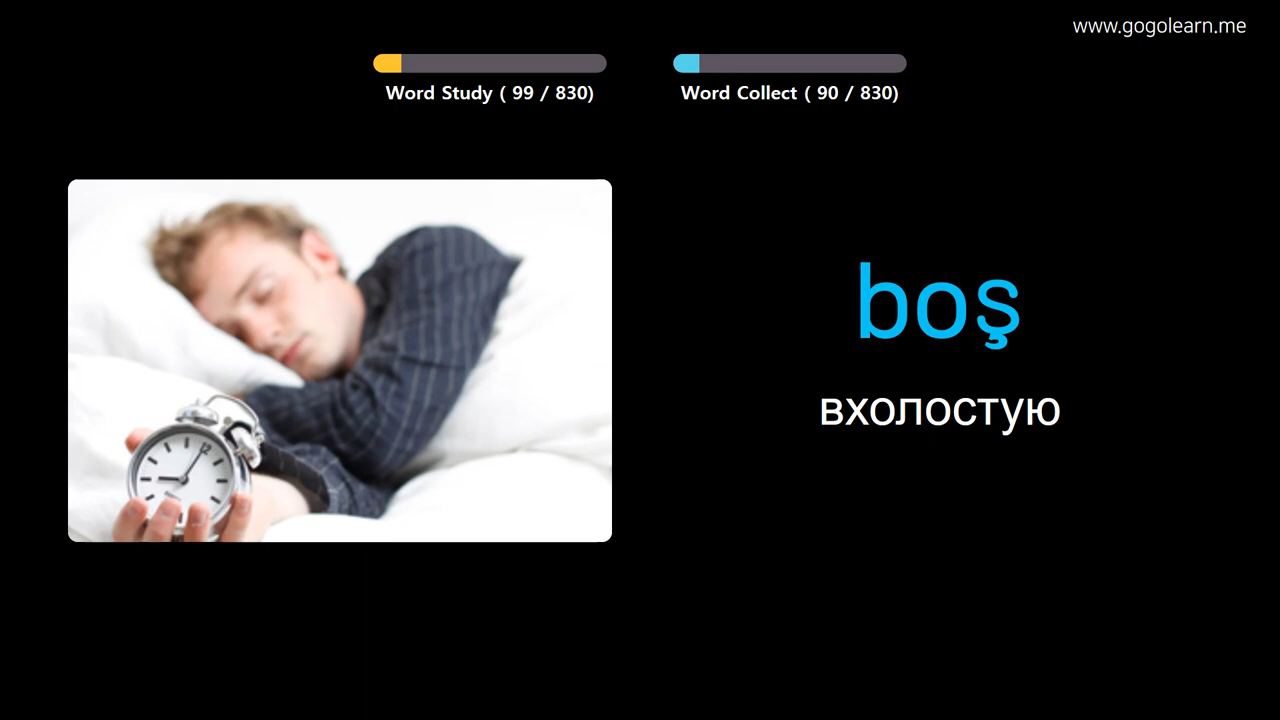 www.gogolearn.me
Word Study ( 99 / 830)
Word Collect ( 90 / 830)
boş
вхолостую